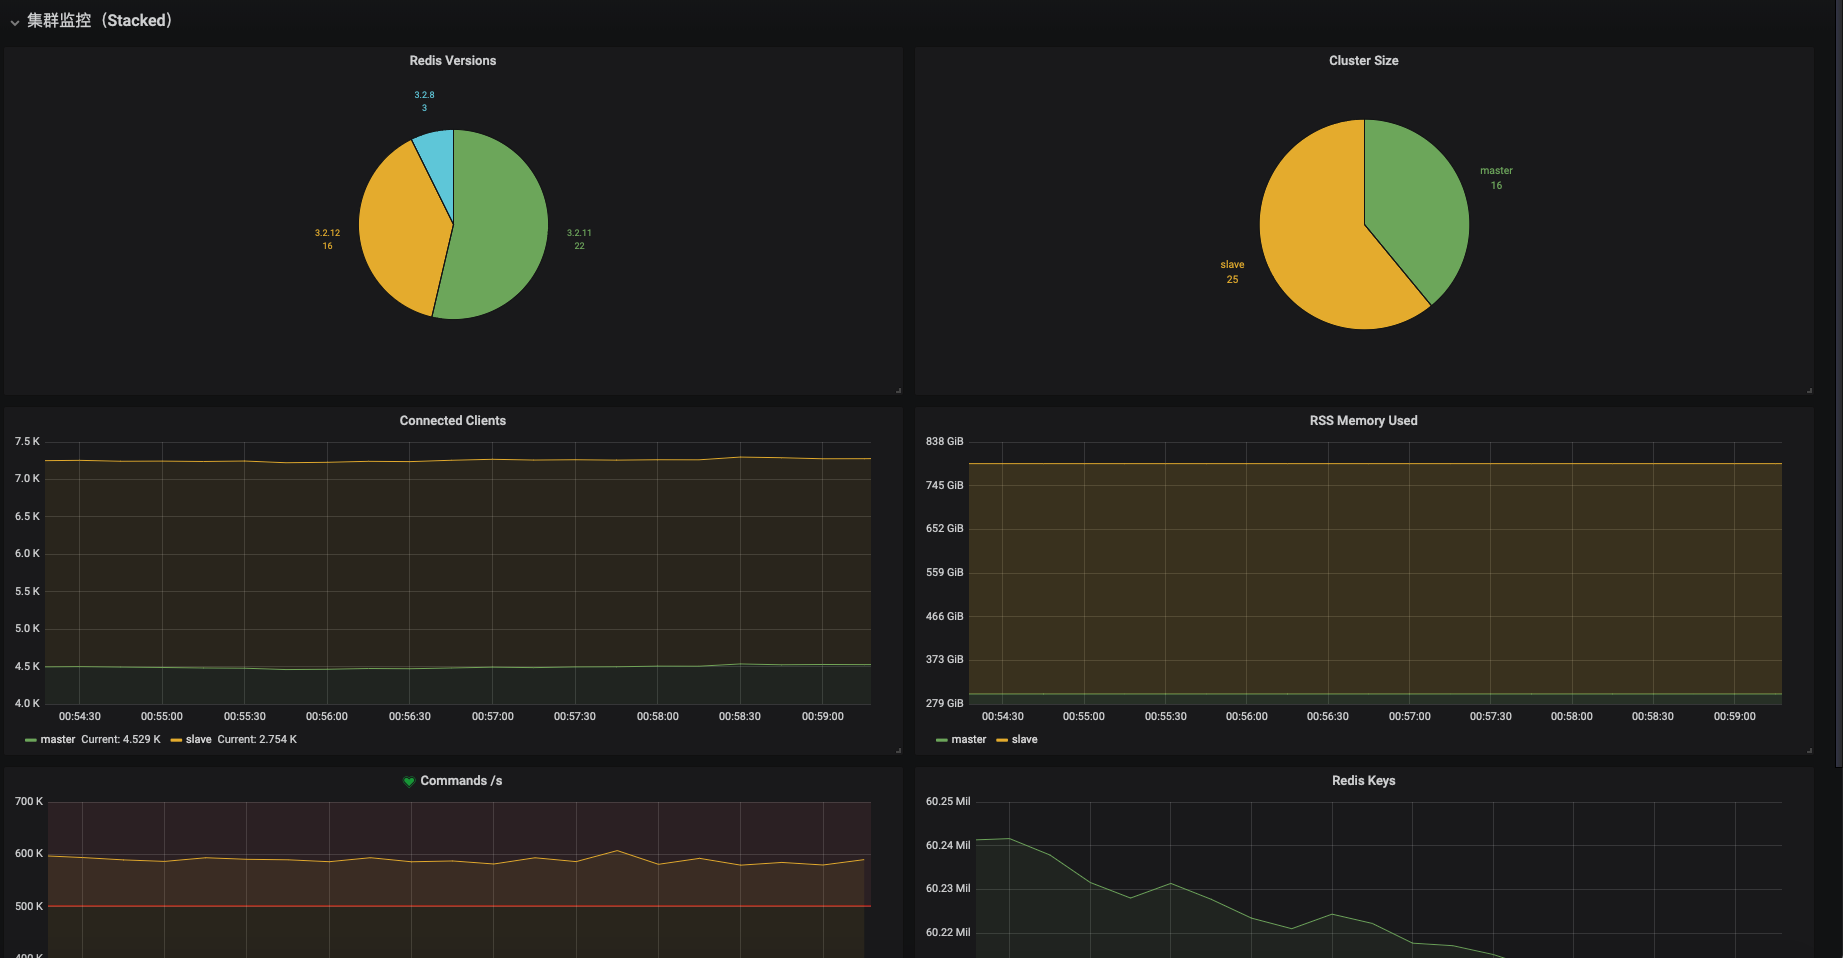 集群监控（Stacked）
Redis Versions
3.2.8
3
3.2.12
16
3.2.11
22
Cluster Size
master
16
slave
25
Connected Clients
7.5 K
7.0 K
6.5 K
6.0 K
5.5 K
5.0 K
4.5 K
4.0 K
00:54:30 00:55:00 00:55:30 00:56:00 00:56:30 00:57:00 00:57:30 00:58:00 00:58:30 00:59:00
master Current: 4.529 K slave Current: 2.754 K
RSS Memory Used
838 GiB
745 GiB
652 GiB
559 GiB
466 GiB
373 GiB
279 GiB
00:54:30 00:55:00 00:55:30 00:56:00 00:56:30 00:57:00 00:57:30 00:58:00 00:58:30 00:59:00
master slave
Commands /s
700 K
600 K
500 K
400 K
Redis Keys
60.25 Mil
60.24 Mil
60.23 Mil
60.22 Mil